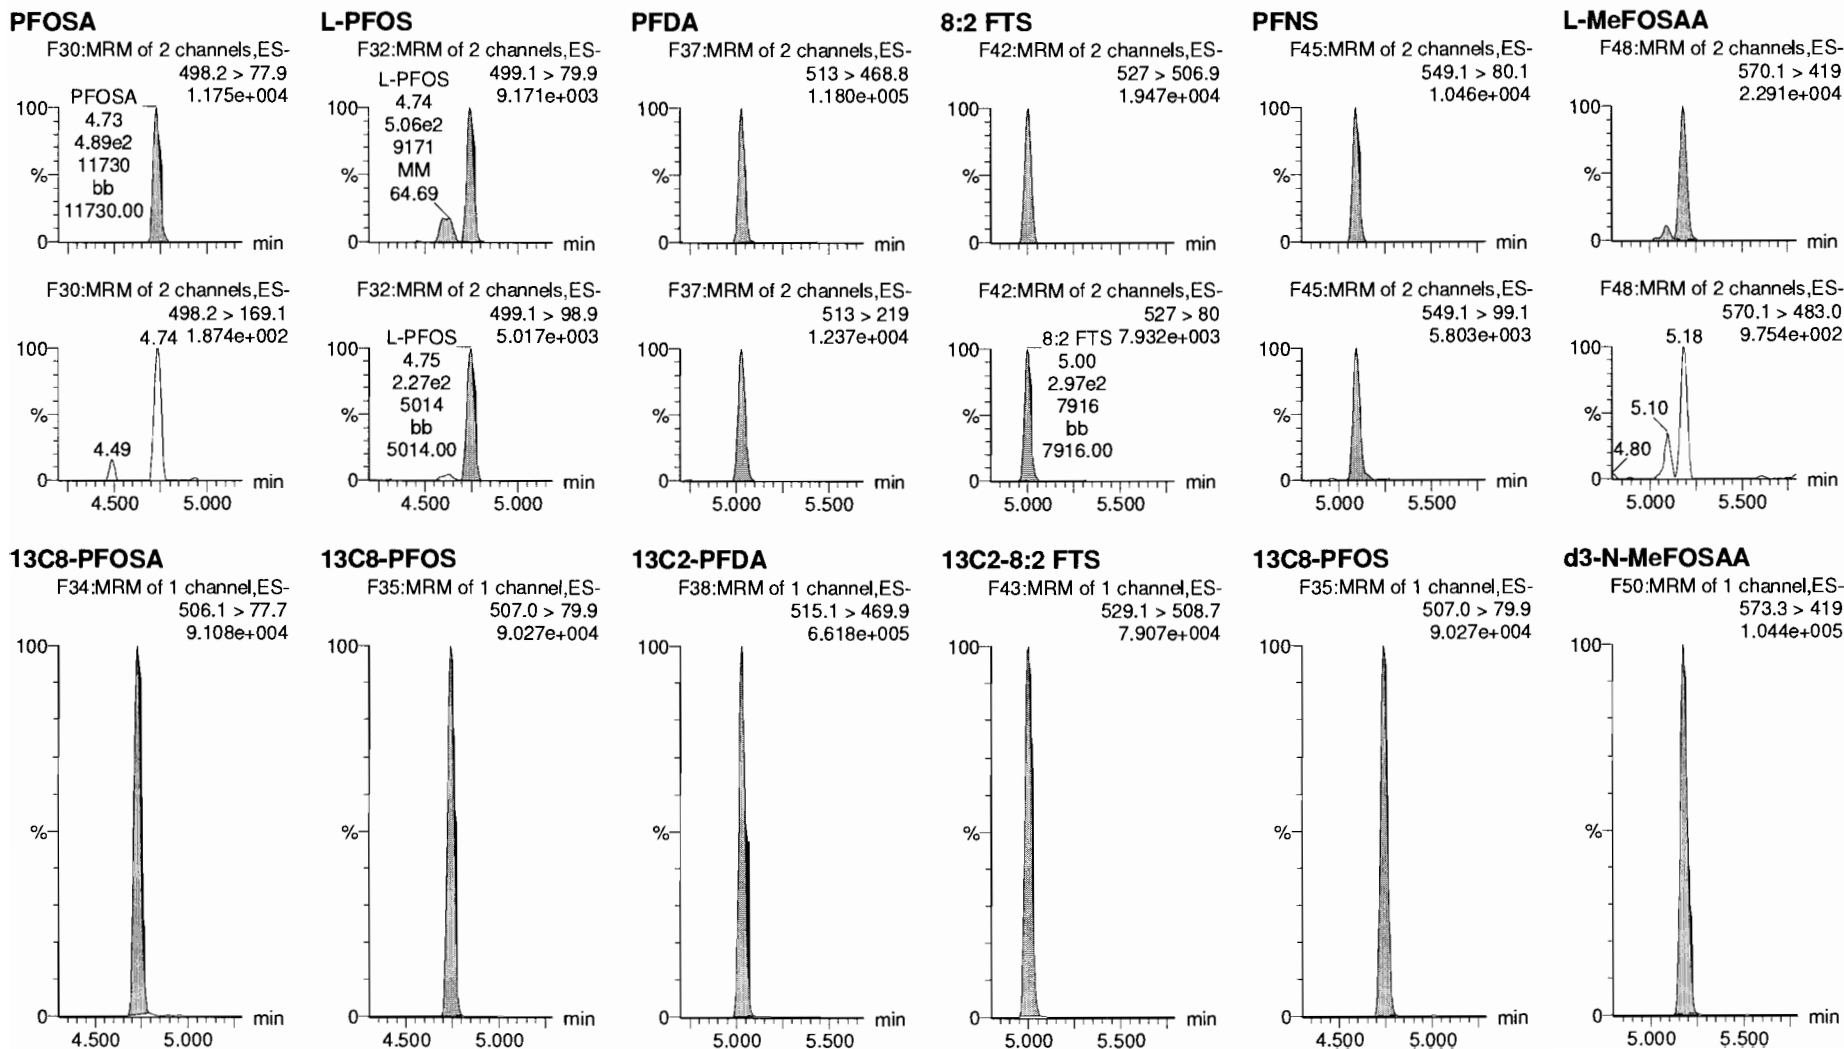 PFOSA
F30:MRM of 2 channels,ES-
498.2 > 77.9
1.175e+004
PFOSA
4.73
4.89e2
11730
bb
11730.00
100
%
0
min
F30:MRM of 2 channels,ES-
498.2 > 169.1
1.874e+002
4.74
4.49
100
%
0
min
4.500 5.000
L-PFOS
F32:MRM of 2 channels,ES-
499.1 > 79.9
9.171e+003
L-PFOS
4.74
5.06e2
9171
MM
64.69
100
%
0
min
F32:MRM of 2 channels,ES-
499.1 > 98.9
5.017e+003
L-PFOS
4.75
2.27e2
5014
bb
5014.00
100
%
0
min
4.500 5.000
PFDA
F37:MRM of 2 channels,ES-
513 > 468.8
1.180e+005
100
%
0
min
F37:MRM of 2 channels,ES-
513 > 219
1.237e+004
100
%
0
min
5.000 5.500
8:2 FTS
F42:MRM of 2 channels,ES-
527 > 506.9
1.947e+004
100
%
0
min
F42:MRM of 2 channels,ES-
527 > 80
7.932e+003
8:2 FTS
5.00
2.97e2
7916
bb
7916.00
100
%
0
min
5.000 5.500
PFNS
F45:MRM of 2 channels,ES-
549.1 > 80.1
1.046e+004
100
%
0
min
F45:MRM of 2 channels,ES-
549.1 > 99.1
5.803e+003
100
%
0
min
5.000 5.500
L-MeFOSAA
F48:MRM of 2 channels,ES-
570.1 > 419
2.291e+004
100
%
0
min
F48:MRM of 2 channels,ES-
570.1 > 483.0
9.754e+002
5.18
5.10
4.80
100
%
0
min
5.000 5.500
13C8-PFOSA
F34:MRM of 1 channel,ES-
506.1 > 77.7
9.108e+004
100
%
0
min
4.500 5.000
13C8-PFOS
F35:MRM of 1 channel,ES-
507.0 > 79.9
9.027e+004
100
%
0
min
4.500 5.000
13C2-PFDA
F38:MRM of 1 channel,ES-
515.1 > 469.9
6.618e+005
100
%
0
min
5.000 5.500
13C2-8:2 FTS
F43:MRM of 1 channel,ES-
529.1 > 508.7
7.907e+004
100
%
0
min
5.000 5.500
13C8-PFOS
F35:MRM of 1 channel,ES-
507.0 > 79.9
9.027e+004
100
%
0
min
4.500 5.000
d3-N-MeFOSAA
F50:MRM of 1 channel,ES-
573.3 > 419
1.044e+005
100
%
0
min
5.000 5.500